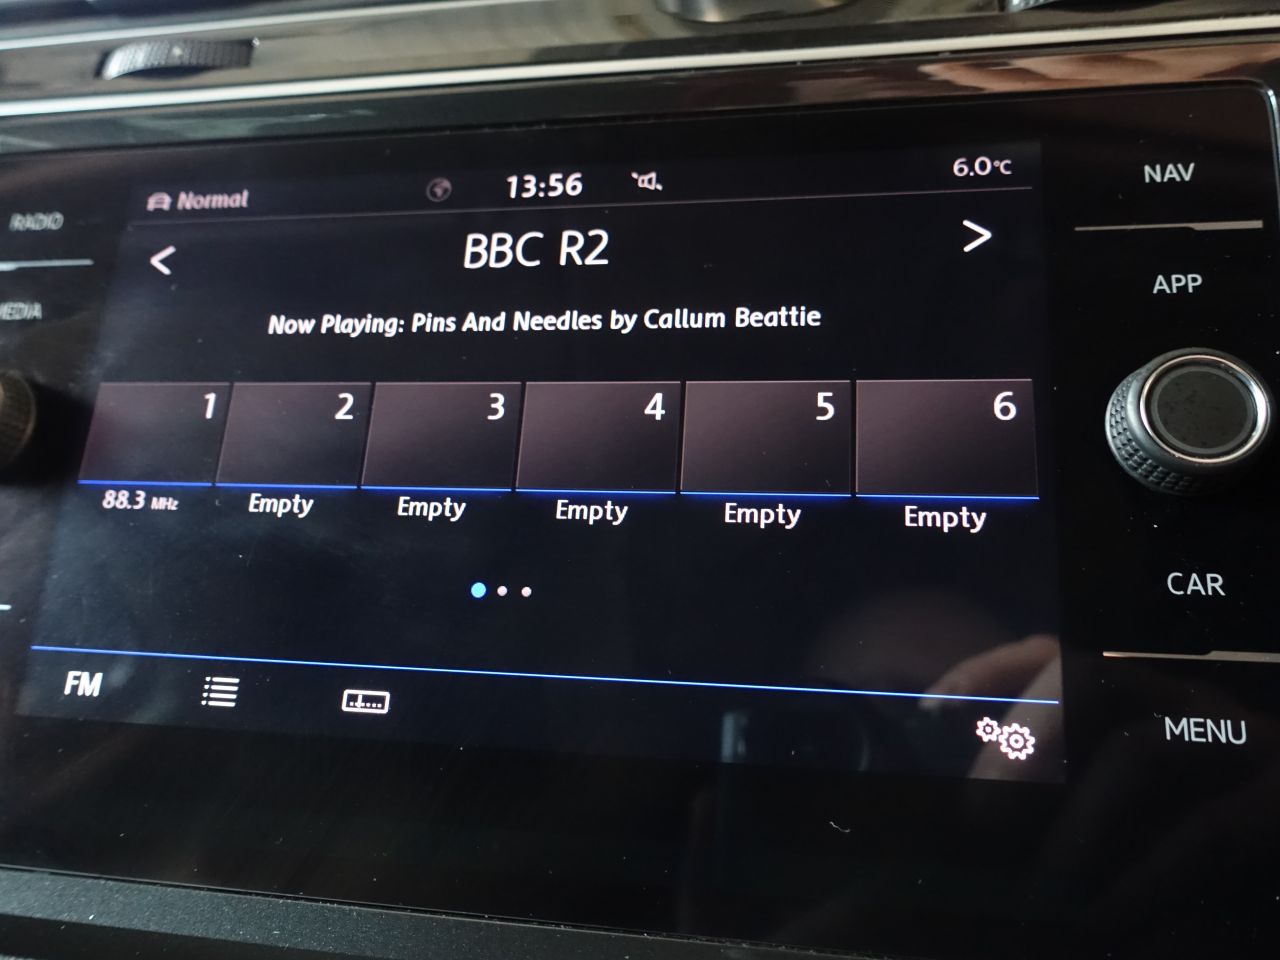 Normal
13:56
6.0°C
NAV
RADIO
BBC R2
APP
MEDIA
Now Playing: Pins And Needles by Callum Beattie
1 2 3 4 5 6
88.3 MHz Empty Empty Empty Empty Empty
CAR
FM
MENU